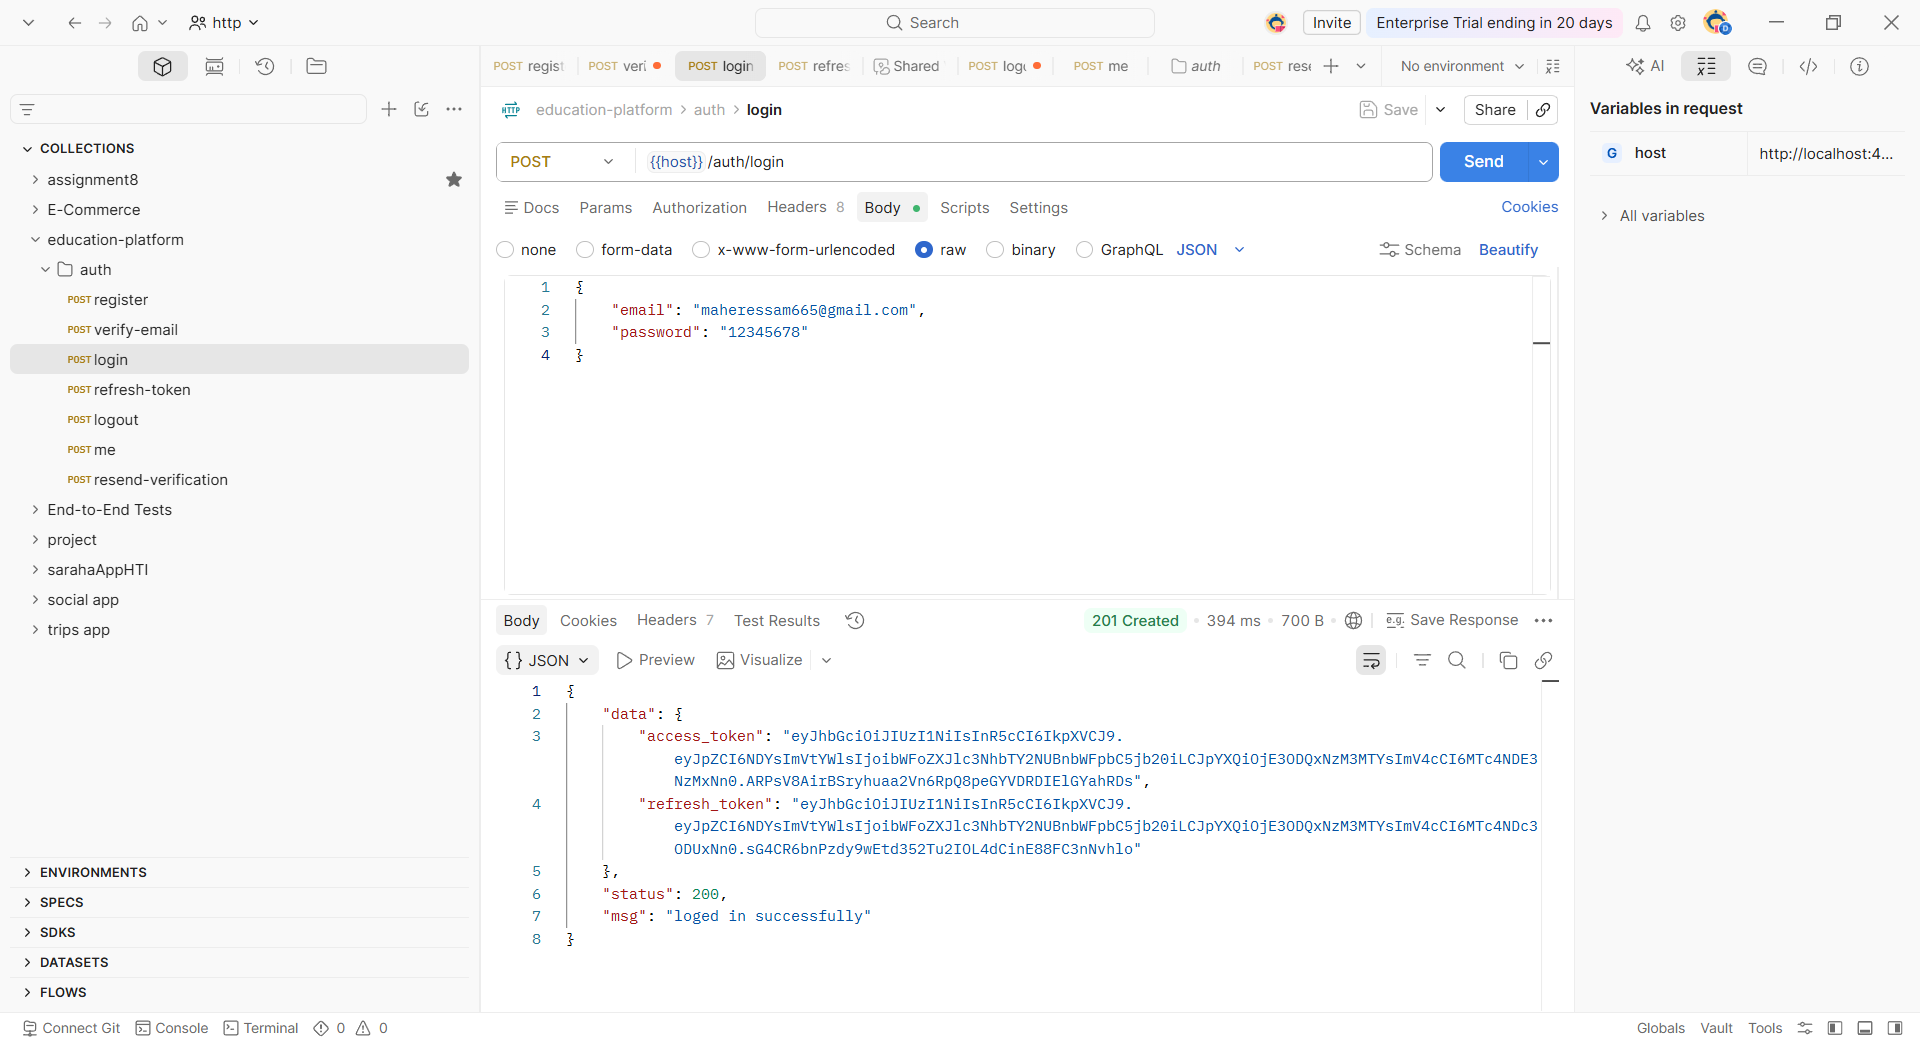 http
Search
Invite
Enterprise Trial ending in 20 days
POST regist
POST veri
POST login
POST refres
Shared
POST logo
POST me
auth
POST rese
No environment
AI
COLLECTIONS
assignment8
E-Commerce
education-platform
auth
POST register
POST verify-email
POST login
POST refresh-token
POST logout
POST me
POST resend-verification
End-to-End Tests
project
sarahaAppHTI
social app
trips app
ENVIRONMENTS
SPECS
SDKS
DATASETS
FLOWS
HTTP education-platform > auth > login
Save
Share
POST
{{host}} /auth/login
Send
Docs Params Authorization Headers 8 Body Scripts Settings
Cookies
none form-data x-www-form-urlencoded raw binary GraphQL JSON
Schema Beautify
1 {
2 "email": "maheressam665@gmail.com",
3 "password": "12345678"
4 }
Body Cookies Headers 7 Test Results
201 Created • 394 ms • 700 B
e.g. Save Response
{} JSON Preview Visualize
1 {
2 "data": {
3 "access_token": "eyJhbGciOiJIUzI1NiIsInR5cCI6IkpXVCJ9.
eyJpZCI6NDYsImVtYWlsIjoibWFoZXJlc3NhbTY2NUBnbWFpbC5jb20iLCJpYXQiOjE3ODQxNzM3MTYsImV4cCI6MTc4NDE3
NzMxNn0.ARPsV8AirBSryhuaa2Vn6RpQ8peGYVDRDIElGYahRDs",
4 "refresh_token": "eyJhbGciOiJIUzI1NiIsInR5cCI6IkpXVCJ9.
eyJpZCI6NDYsImVtYWlsIjoibWFoZXJlc3NhbTY2NUBnbWFpbC5jb20iLCJpYXQiOjE3ODQxNzM3MTYsImV4cCI6MTc4NDc3
ODUxNn0.sG4CR6bnPzdy9wEtd352Tu2IOL4dCinE88FC3nNvhlo"
5 },
6 "status": 200,
7 "msg": "loged in successfully"
8 }
Variables in request
G host http://localhost:4...
All variables
Connect Git Console Terminal 0 0
Globals Vault Tools